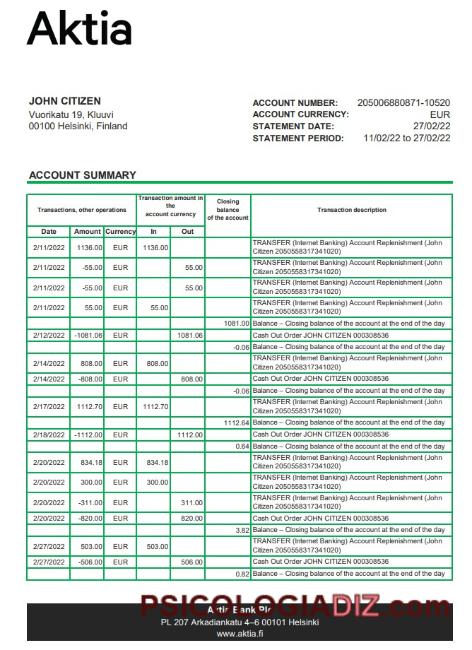 Aktia
JOHN CITIZEN
Vuorikatu 19, Kluuvi
00100 Helsinki, Finland
ACCOUNT NUMBER: 205006880871-10520
ACCOUNT CURRENCY: EUR
STATEMENT DATE: 27/02/22
STATEMENT PERIOD: 11/02/22 to 27/02/22
ACCOUNT SUMMARY
Transactions, other operations
Transaction amount in
the
account currency
Closing
balance
of the account
Transaction description
Date Amount Currency In Out
2/11/2022 1136.00 EUR 1136.00 TRANSFER (Internet Banking) Account Replenishment (John
Citizen 2050558317341020)
2/11/2022 -55.00 EUR 55.00 TRANSFER (Internet Banking) Account Replenishment (John
Citizen 2050558317341020)
2/11/2022 -55.00 EUR 55.00 TRANSFER (Internet Banking) Account Replenishment (John
Citizen 2050558317341020)
2/11/2022 55.00 EUR 55.00 TRANSFER (Internet Banking) Account Replenishment (John
Citizen 2050558317341020)
1081.00 Balance – Closing balance of the account at the end of the day
2/12/2022 -1081.06 EUR 1081.06 Cash Out Order JOHN CITIZEN 000308536
-0.06 Balance – Closing balance of the account at the end of the day
2/14/2022 808.00 EUR 808.00 TRANSFER (Internet Banking) Account Replenishment (John
Citizen 2050558317341020)
2/14/2022 -808.00 EUR 808.00 Cash Out Order JOHN CITIZEN 000308536
-0.06 Balance – Closing balance of the account at the end of the day
2/17/2022 1112.70 EUR 1112.70 TRANSFER (Internet Banking) Account Replenishment (John
Citizen 2050558317341020)
1112.64 Balance – Closing balance of the account at the end of the day
2/18/2022 -1112.00 EUR 1112.00 Cash Out Order JOHN CITIZEN 000308536
0.64 Balance – Closing balance of the account at the end of the day
2/20/2022 834.18 EUR 834.18 TRANSFER (Internet Banking) Account Replenishment (John
Citizen 2050558317341020)
2/20/2022 300.00 EUR 300.00 TRANSFER (Internet Banking) Account Replenishment (John
Citizen 2050558317341020)
2/20/2022 -311.00 EUR 311.00 TRANSFER (Internet Banking) Account Replenishment (John
Citizen 2050558317341020)
2/20/2022 -820.00 EUR 820.00 Cash Out Order JOHN CITIZEN 000308536
3.82 Balance – Closing balance of the account at the end of the day
2/27/2022 503.00 EUR 503.00 TRANSFER (Internet Banking) Account Replenishment (John
Citizen 2050558317341020)
2/27/2022 -506.00 EUR 506.00 Cash Out Order JOHN CITIZEN 000308536
0.82 Balance – Closing balance of the account at the end of the day
PSICOLOGIADIZ.com
Aktia Bank Plc
PL 207 Arkadiankatu 4–6 00101 Helsinki
www.aktia.fi